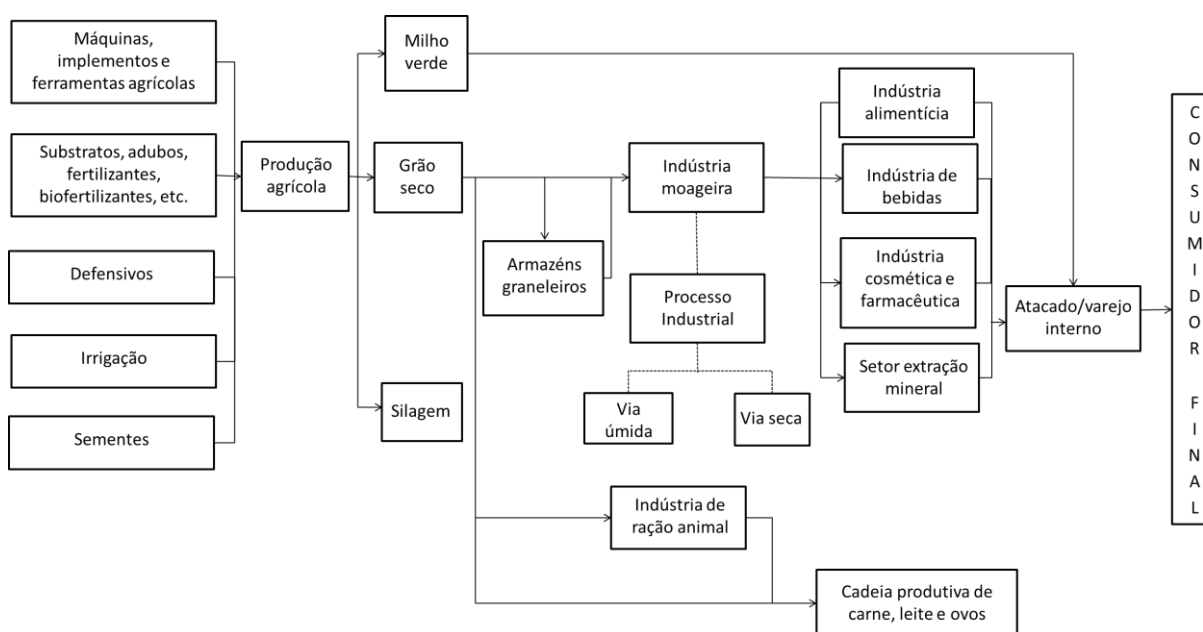 Máquinas,
implementos e
ferramentas agrícolas
Substratos, adubos,
fertilizantes,
biofertilizantes, etc.
Defensivos
Irrigação
Sementes
Produção
agrícola
Milho
verde
Grão
seco
Silagem
Armazéns
graneleiros
Indústria
moageira
Processo
Industrial
Via
úmida
Via seca
Indústria de
ração animal
Indústria
alimentícia
Indústria de
bebidas
Indústria
cosmética e
farmacêutica
Setor extração
mineral
Cadeia produtiva de
carne, leite e ovos
Atacado/varejo
interno
CONSUMIDOR FINAL